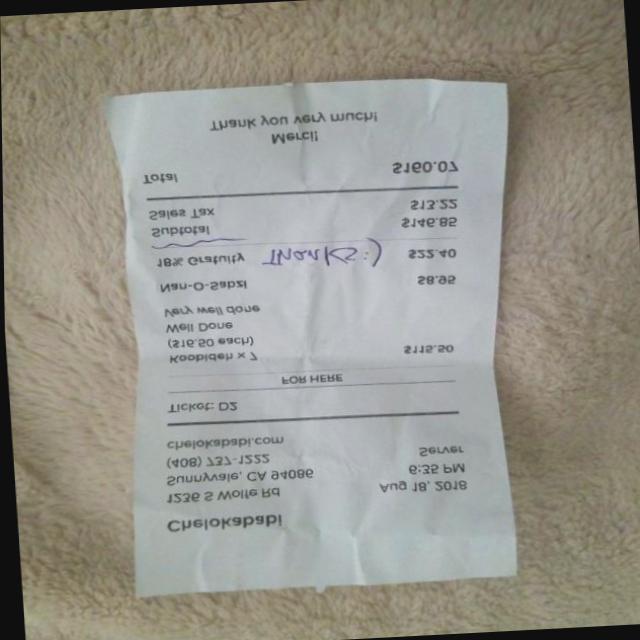 Chelokababi
1236 S Wolfe Rd
Sunnyvale, CA 94086
(408) 737-1222
chelokababi.com
Aug 18, 2018
6:35 PM
Server
Ticket: D2
FOR HERE
Koobideh x 7 $115.50
($16.50 each)
Well Done
Very well done
Nan-O-Sabzi $8.95
18% Gratuity $22.40
Thanks :)
Subtotal $146.85
Sales Tax $13.22
Total $160.07
Merci!
Thank you very much!